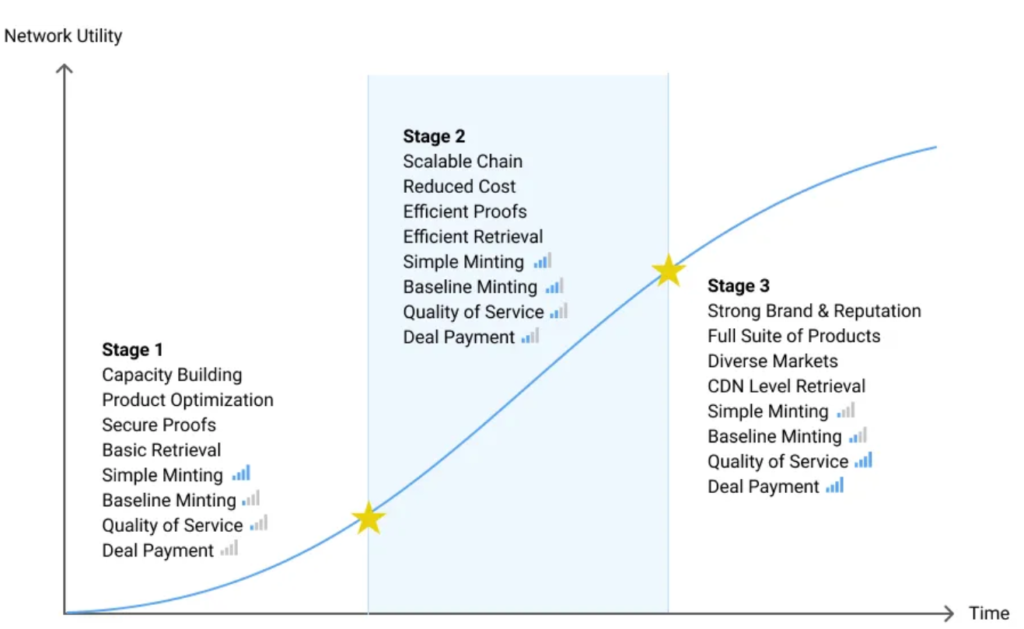 Network Utility
Stage 1
Capacity Building
Product Optimization
Secure Proofs
Basic Retrieval
Simple Minting
Baseline Minting
Quality of Service
Deal Payment
Stage 2
Scalable Chain
Reduced Cost
Efficient Proofs
Efficient Retrieval
Simple Minting
Baseline Minting
Quality of Service
Deal Payment
Stage 3
Strong Brand & Reputation
Full Suite of Products
Diverse Markets
CDN Level Retrieval
Simple Minting
Baseline Minting
Quality of Service
Deal Payment
Time